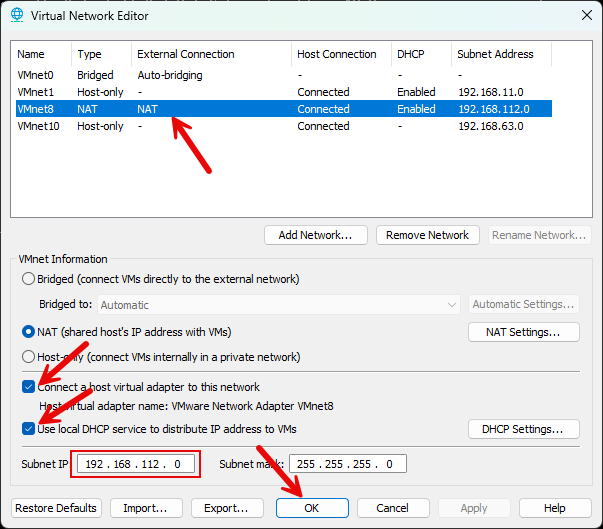 Virtual Network Editor
Name Type External Connection Host Connection DHCP Subnet Address
VMnet0 Bridged Auto-bridging - - -
VMnet1 Host-only - Connected Enabled 192.168.11.0
VMnet8 NAT NAT Connected Enabled 192.168.112.0
VMnet10 Host-only - Connected - 192.168.63.0
Add Network... Remove Network Rename Network...
VMnet Information
Bridged (connect VMs directly to the external network)
Bridged to: Automatic Automatic Settings...
NAT (shared host's IP address with VMs) NAT Settings...
Host-only (connect VMs internally in a private network)
Connect a host virtual adapter to this network
Host virtual adapter name: VMware Network Adapter VMnet8
Use local DHCP service to distribute IP address to VMs DHCP Settings...
Subnet IP: 192 . 168 . 112 . 0 Subnet mask: 255 . 255 . 255 . 0
Restore Defaults Import... Export... OK Cancel Apply Help